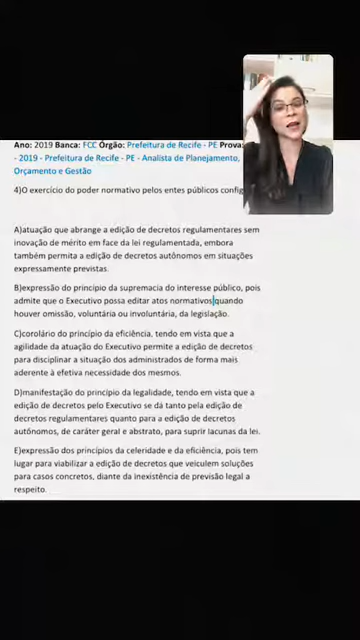 Ano: 2019 Banca: FCC Órgão: Prefeitura de Recife - PE Prova:
- 2019 - Prefeitura de Recife - PE - Analista de Planejamento,
Orçamento e Gestão
4)O exercício do poder normativo pelos entes públicos config
A)atuação que abrange a edição de decretos regulamentares sem
inovação de mérito em face da lei regulamentada, embora
também permita a edição de decretos autônomos em situações
expressamente previstas.
B)expressão do princípio da supremacia do interesse público, pois
admite que o Executivo possa editar atos normativos quando
houver omissão, voluntária ou involuntária, da legislação.
C)corolário do princípio da eficiência, tendo em vista que a
agilidade da atuação do Executivo permite a edição de decretos
para disciplinar a situação dos administrados de forma mais
aderente à efetiva necessidade dos mesmos.
D)manifestação do princípio da legalidade, tendo em vista que a
edição de decretos pelo Executivo se dá tanto pela edição de
decretos regulamentares quanto para a edição de decretos
autônomos, de caráter geral e abstrato, para suprir lacunas da lei.
E)expressão dos princípios da celeridade e da eficiência, pois tem
lugar para viabilizar a edição de decretos que veiculem soluções
para casos concretos, diante da inexistência de previsão legal a
respeito.